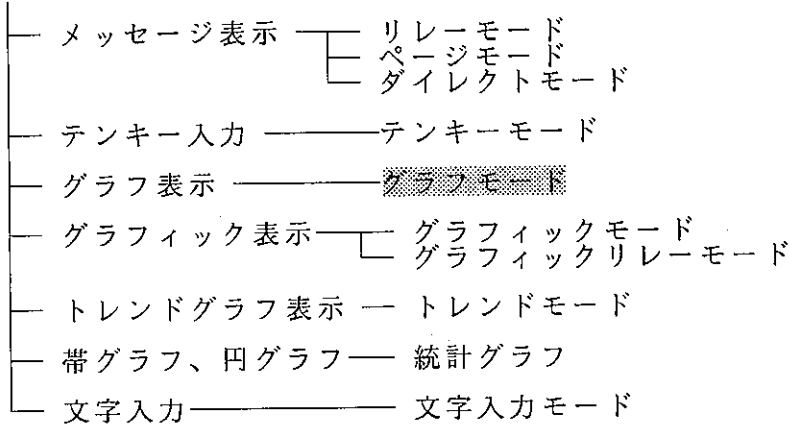 メッセージ表示 リレーモード
ページモード
ダイレクトモード
テンキー入力 テンキーモード
グラフ表示 グラフモード
グラフィック表示 グラフィックモード
グラフィックリレーモード
トレンドグラフ表示 トレンドモード
帯グラフ、円グラフ 統計グラフ
文字入力 文字入力モード